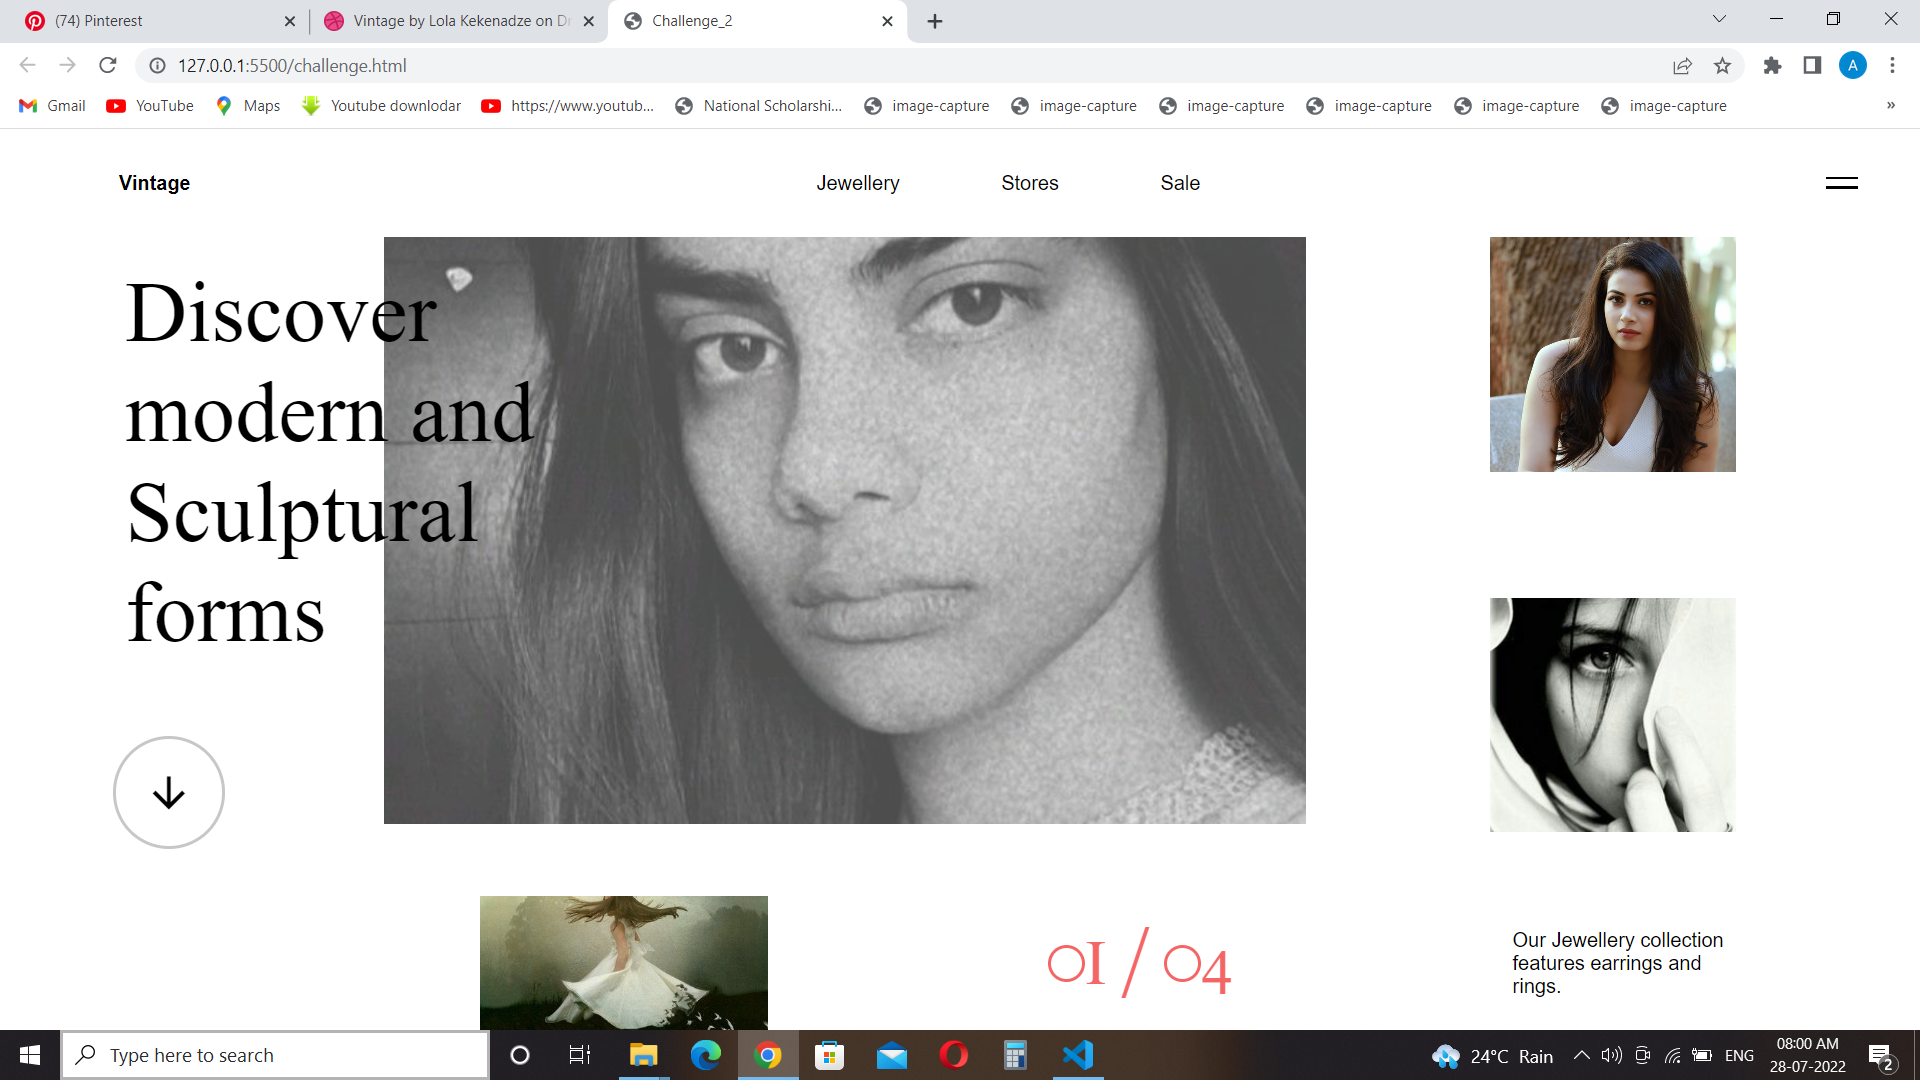 (74) Pinterest
Vintage by Lola Kekenadze on Dr
Challenge_2
127.0.0.1:5500/challenge.html
A
Gmail
YouTube
Maps
Youtube downlodar
https://www.youtub...
National Scholarshi...
image-capture
image-capture
image-capture
image-capture
image-capture
image-capture
»
Vintage
Jewellery
Stores
Sale
Discover
modern and
Sculptural
forms
01 / 04
Our Jewellery collection
features earrings and
rings.
Type here to search
24°C Rain
ENG
08:00 AM
28-07-2022
2